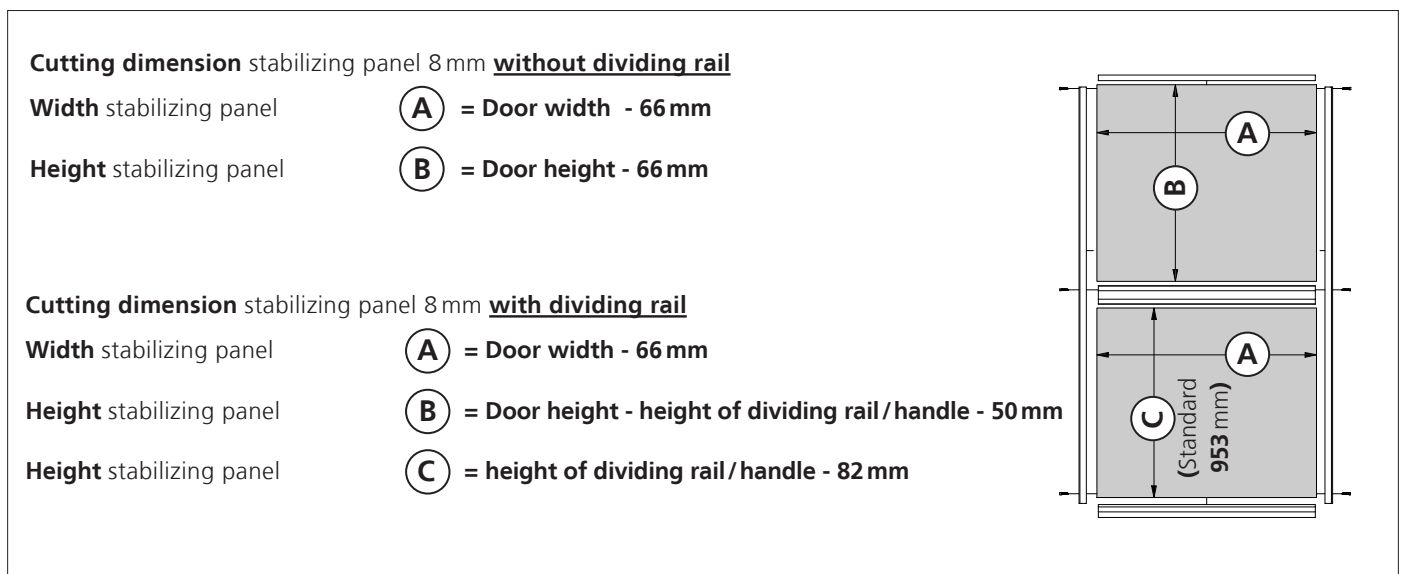 Cutting dimension stabilizing panel 8 mm without dividing rail
Width stabilizing panel A = Door width - 66 mm
Height stabilizing panel B = Door height - 66 mm
Cutting dimension stabilizing panel 8 mm with dividing rail
Width stabilizing panel A = Door width - 66 mm
Height stabilizing panel B = Door height - height of dividing rail / handle - 50 mm
Height stabilizing panel C = height of dividing rail / handle - 82 mm
A
B
A
C
(Standard
953 mm)